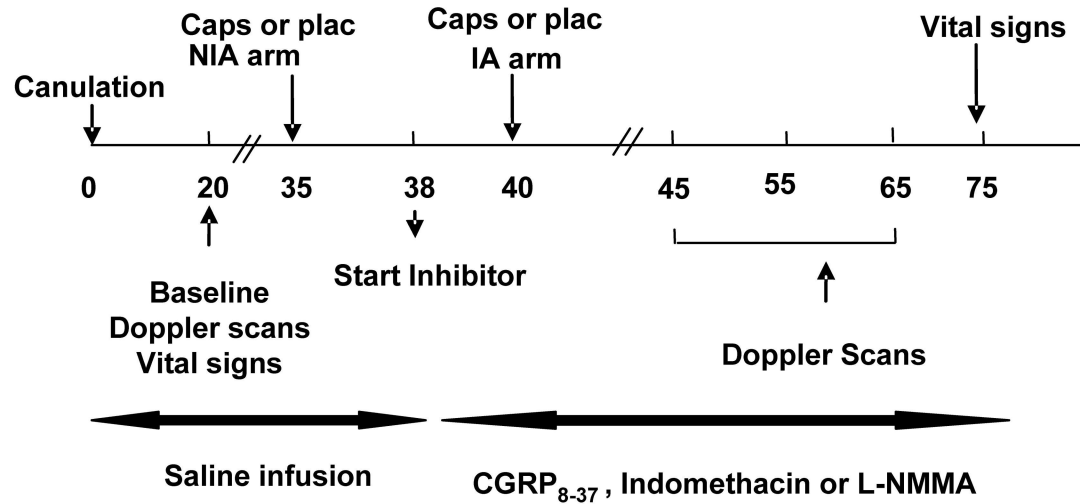 Caps or plac
NIA arm
Caps or plac
IA arm
Vital signs
Canulation
0 20 35 38 40 45 55 65 75
Start Inhibitor
Baseline
Doppler scans
Vital signs
Doppler Scans
Saline infusion
CGRP8-37 , Indomethacin or L-NMMA